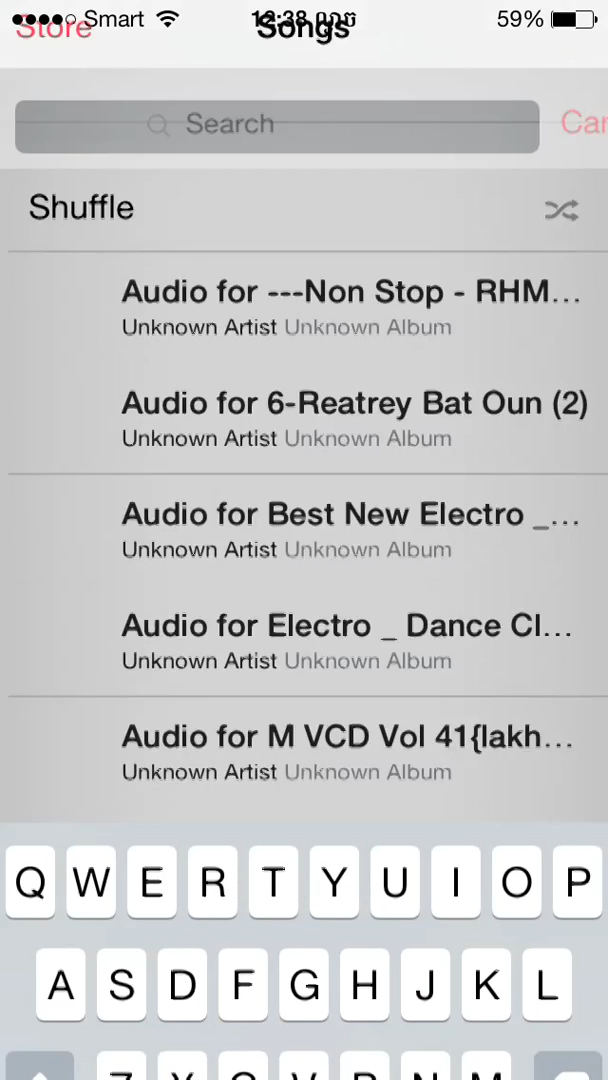 Smart 12:38 59%
Store Songs
Search
Shuffle
Audio for ---Non Stop - RHM...
Unknown Artist Unknown Album
Audio for 6-Reatrey Bat Oun (2)
Unknown Artist Unknown Album
Audio for Best New Electro _...
Unknown Artist Unknown Album
Audio for Electro _ Dance Cl...
Unknown Artist Unknown Album
Audio for M VCD Vol 41{lakh...
Unknown Artist Unknown Album
Q W E R T Y U I O P
A S D F G H J K L